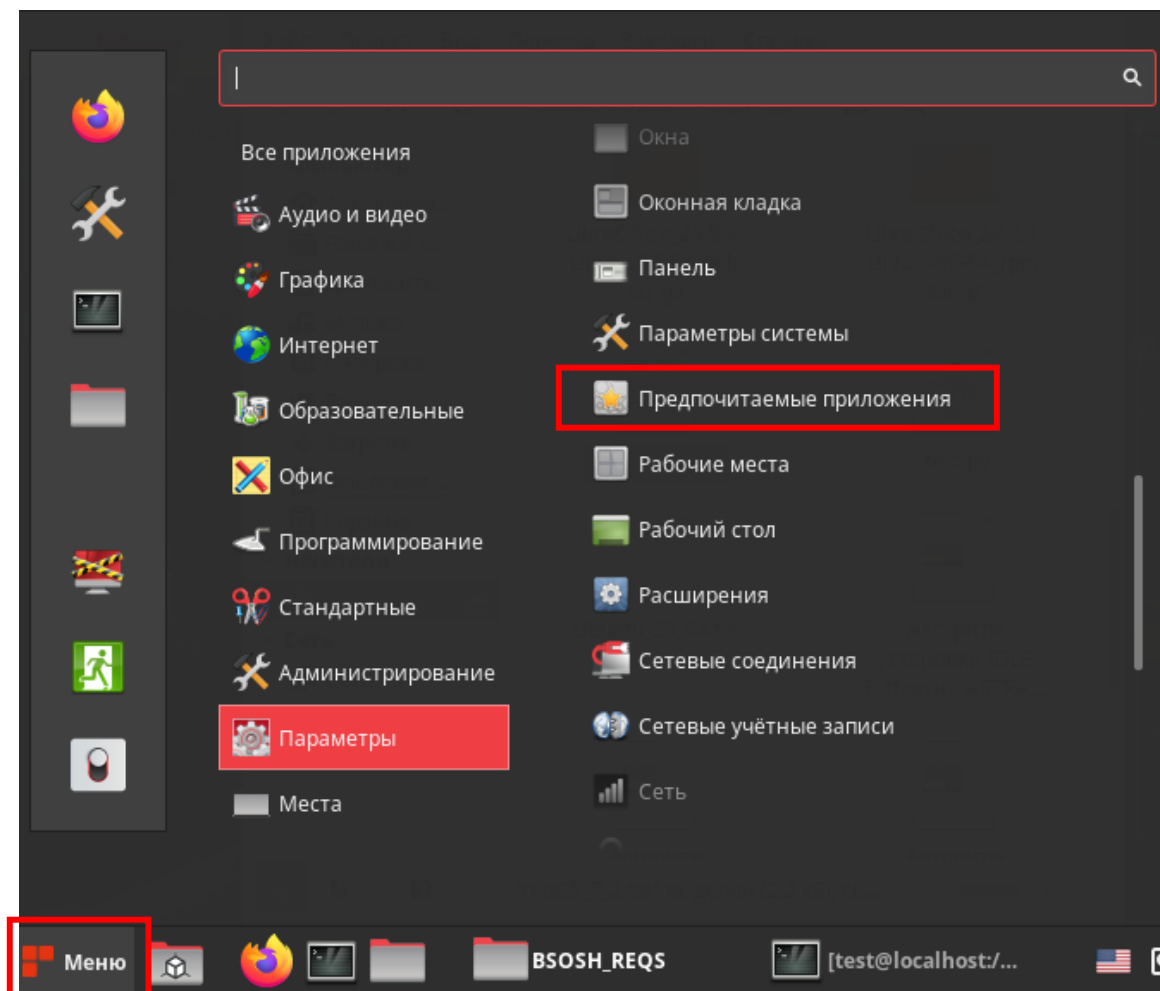 Все приложения
Аудио и видео
Графика
Интернет
Образовательные
Офис
Программирование
Стандартные
Администрирование
Параметры
Места
Окна
Оконная кладка
Панель
Параметры системы
Предпочитаемые приложения
Рабочие места
Рабочий стол
Расширения
Сетевые соединения
Сетевые учётные записи
Сеть
Меню
BSOSH_REQS
[test@localhost:/...